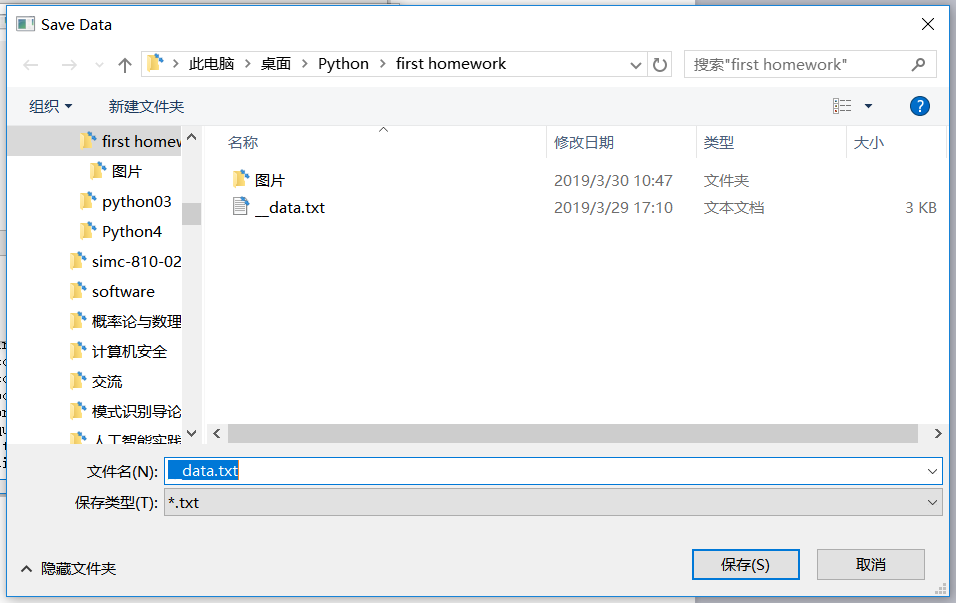 Save Data
此电脑 桌面 Python first homework
搜索"first homework"
组织 新建文件夹
名称 修改日期 类型 大小
first homew
图片
python03
Python4
simc-810-02
software
概率论与数理
计算机安全
交流
模式识别导论
人工智能实践
图片 2019/3/30 10:47 文件夹
__data.txt 2019/3/29 17:10 文本文档 3 KB
文件名(N): __data.txt
保存类型(T): *.txt
隐藏文件夹
保存(S) 取消